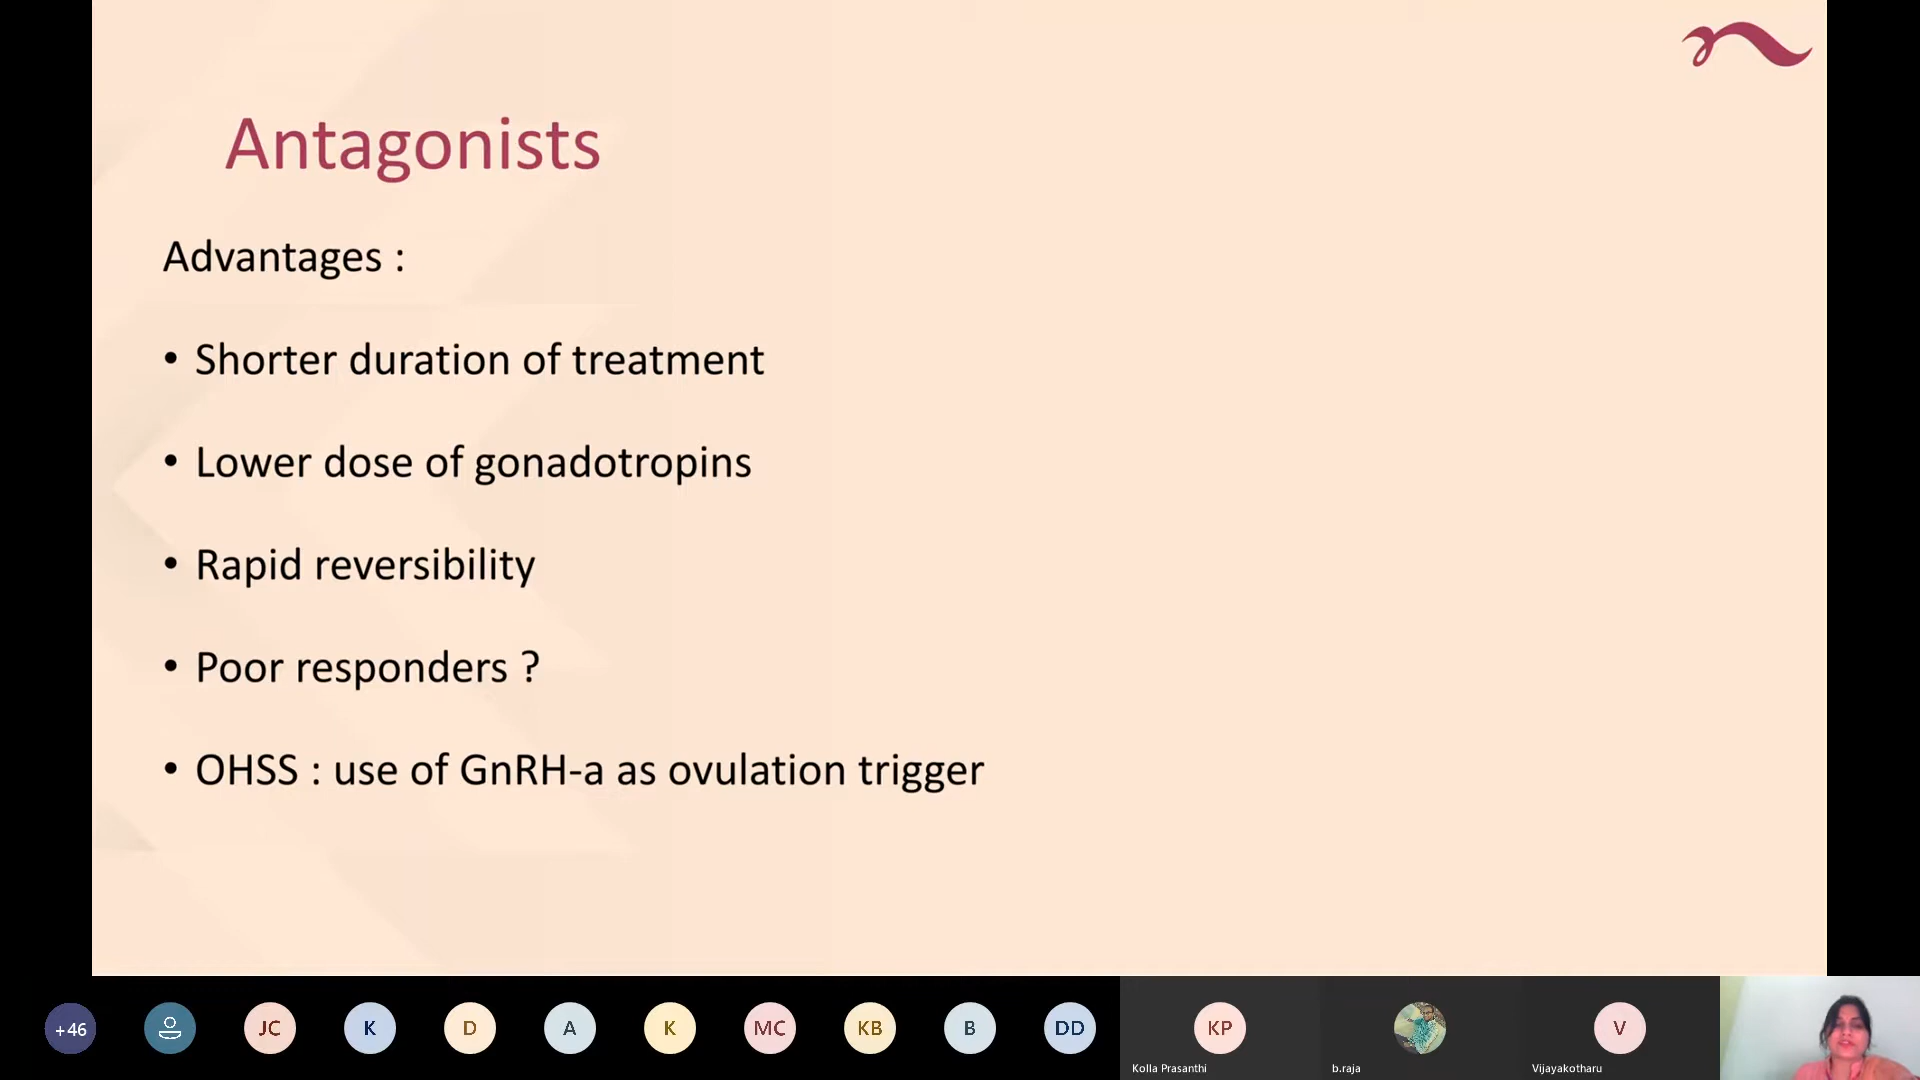 Antagonists
Advantages :
• Shorter duration of treatment
• Lower dose of gonadotropins
• Rapid reversibility
• Poor responders ?
• OHSS : use of GnRH-a as ovulation trigger
+46
JC
K
D
A
K
MC
KB
B
DD
KP
V
Kolla Prasanthi
b.raja
Vijayakotharu